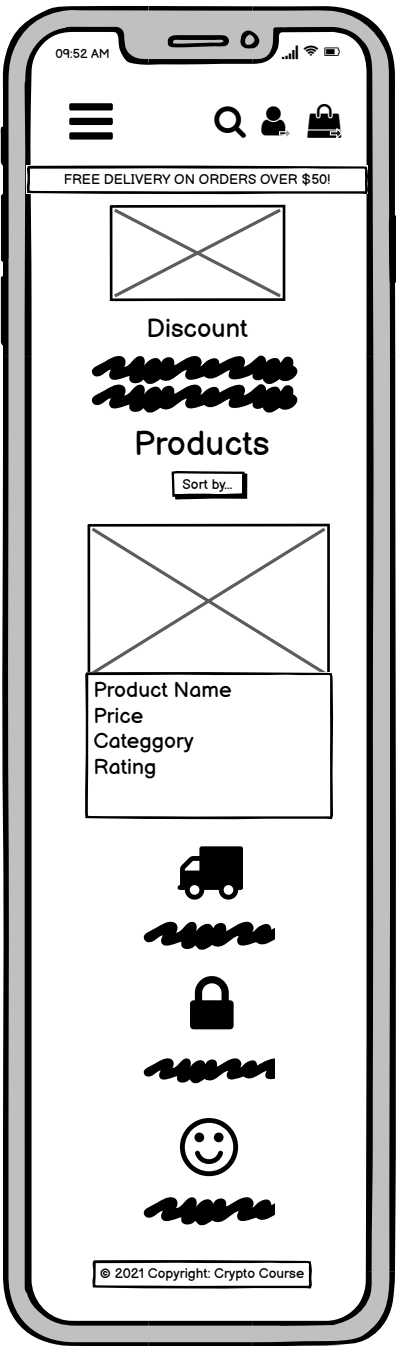 09:52 AM
FREE DELIVERY ON ORDERS OVER $50!
Discount
Products
Sort by...
Product Name
Price
Categgory
Rating
© 2021 Copyright: Crypto Course